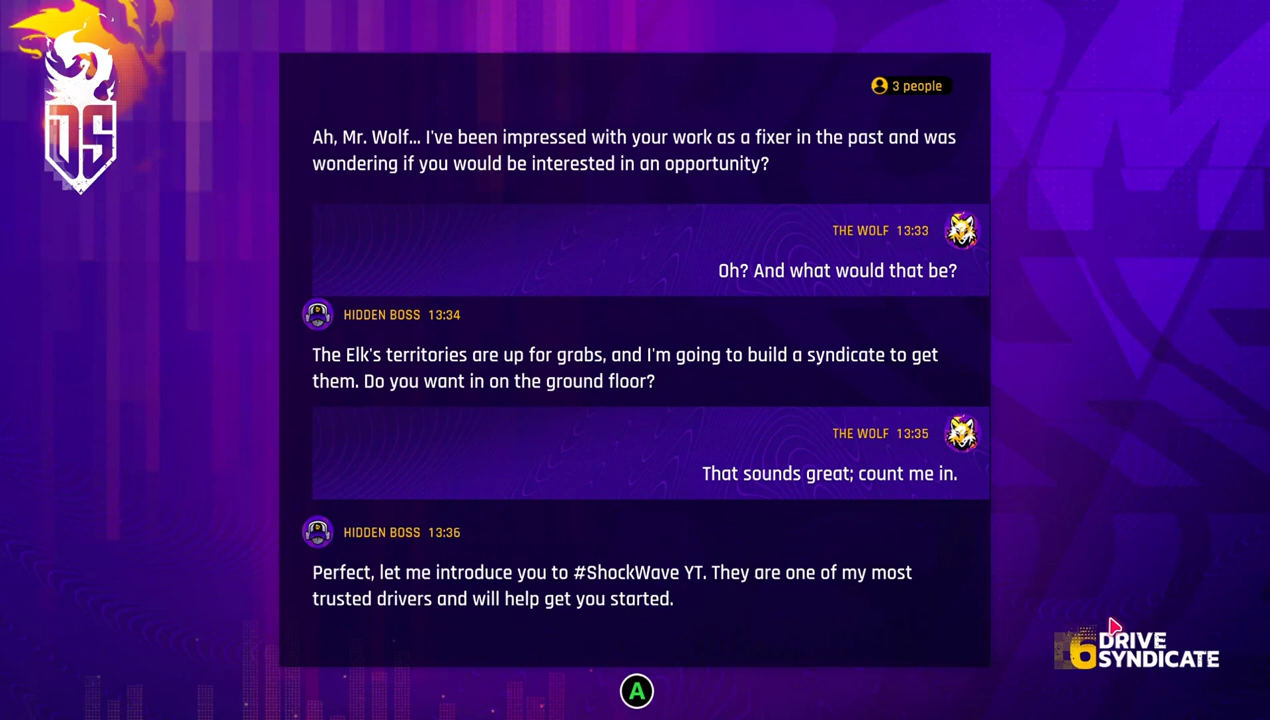 DS
3 people
Ah, Mr. Wolf... I've been impressed with your work as a fixer in the past and was
wondering if you would be interested in an opportunity?
THE WOLF 13:33
Oh? And what would that be?
HIDDEN BOSS 13:34
The Elk's territories are up for grabs, and I'm going to build a syndicate to get
them. Do you want in on the ground floor?
THE WOLF 13:35
That sounds great; count me in.
HIDDEN BOSS 13:36
Perfect, let me introduce you to #ShockWave YT. They are one of my most
trusted drivers and will help get you started.
6 DRIVE
SYNDICATE
A